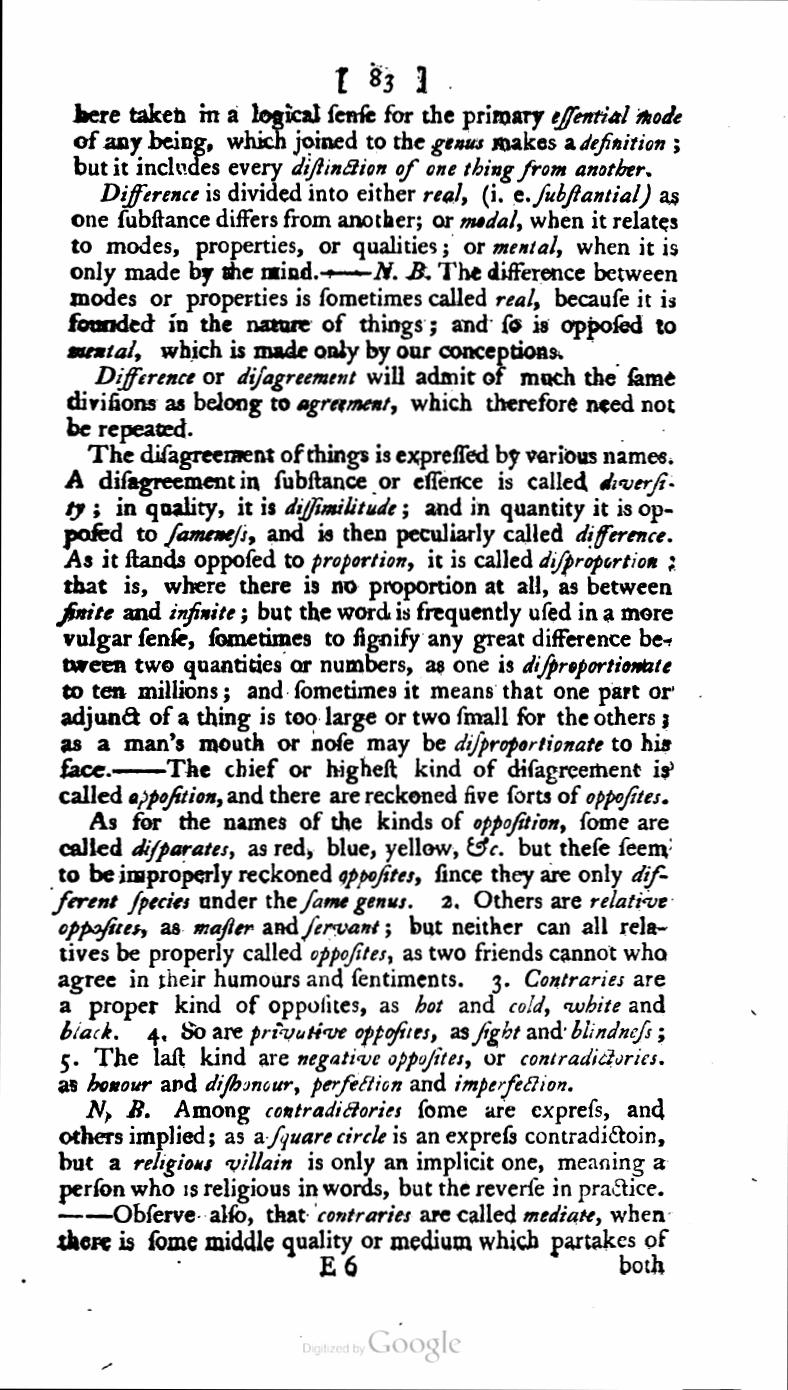 [ 83 ]
here taken in a logical ſenſe for the primary eſſential mode
of any being, which joined to the genus makes a definition ;
but it includes every diſtinction of one thing from another.
Difference is divided into either real, (i. e. ſubſtantial) as
one ſubſtance differs from another; or modal, when it relates
to modes, properties, or qualities; or mental, when it is
only made by the mind.——N. B. The difference between
modes or properties is ſometimes called real, becauſe it is
founded in the nature of things; and ſo is oppoſed to
mental, which is made only by our conceptions.
Difference or diſagreement will admit of much the ſame
diviſions as belong to agreement, which therefore need not
be repeated.
The diſagreement of things is expreſſed by various names.
A diſagreement in ſubſtance or eſſence is called diverſi-
ty ; in quality, it is diſſimilitude ; and in quantity it is op-
poſed to ſameneſs, and is then peculiarly called difference.
As it ſtands oppoſed to proportion, it is called diſproportion ;
that is, where there is no proportion at all, as between
finite and infinite ; but the word is frequently uſed in a more
vulgar ſenſe, ſometimes to ſignify any great difference be-
tween two quantities or numbers, as one is diſproportionate
to ten millions; and ſometimes it means that one part or
adjunct of a thing is too large or two ſmall for the others ;
as a man's mouth or noſe may be diſproportionate to his
face.——The chief or higheſt kind of diſagreement is
called oppoſition, and there are reckoned five ſorts of oppoſites.
As for the names of the kinds of oppoſition, ſome are
called diſparates, as red, blue, yellow, &c. but theſe ſeem
to be improperly reckoned oppoſites, ſince they are only dif-
ferent ſpecies under the ſame genus. 2. Others are relative
oppoſites, as maſter and ſervant ; but neither can all rela-
tives be properly called oppoſites, as two friends cannot who
agree in their humours and ſentiments. 3. Contraries are
a proper kind of oppoſites, as hot and cold, white and
black. 4. So are privative oppoſites, as ſight and blindneſs ;
5. The laſt kind are negative oppoſites, or contradictories.
as honour and diſhonour, perfection and imperfection.
N. B. Among contradictories ſome are expreſs, and
others implied; as a ſquare circle is an expreſs contradictoin,
but a religious villain is only an implicit one, meaning a
perſon who is religious in words, but the reverſe in practice.
——Obſerve alſo, that contraries are called mediate, when
there is ſome middle quality or medium which partakes of
E 6 both
Digitized by Google